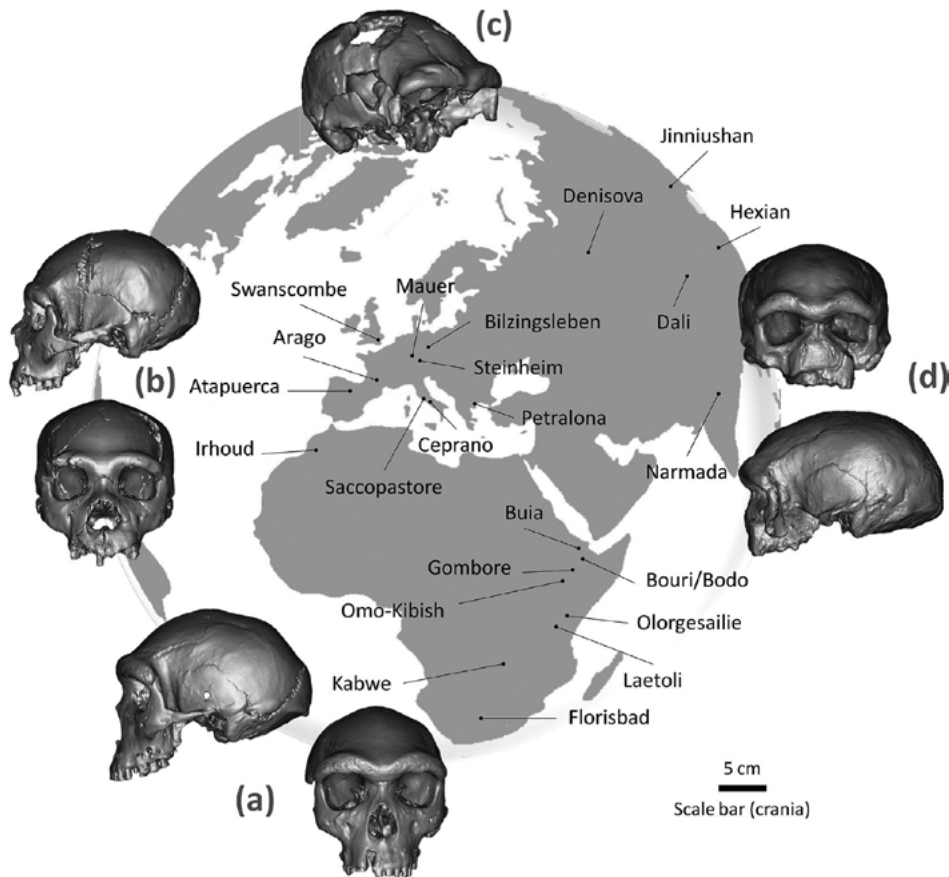 (c)
Jinniushan
Denisova
Hexian
Swanscombe
Mauer
Bilzingsleben
Dali
Arago
Steinheim
(b)
(d)
Atapuerca
Petralona
Irhoud
Ceprano
Narmada
Saccopastore
Buia
Gombore
Bouri/Bodo
Omo-Kibish
Olorgesailie
Kabwe
Laetoli
Florisbad
5 cm
(a)
Scale bar (crania)